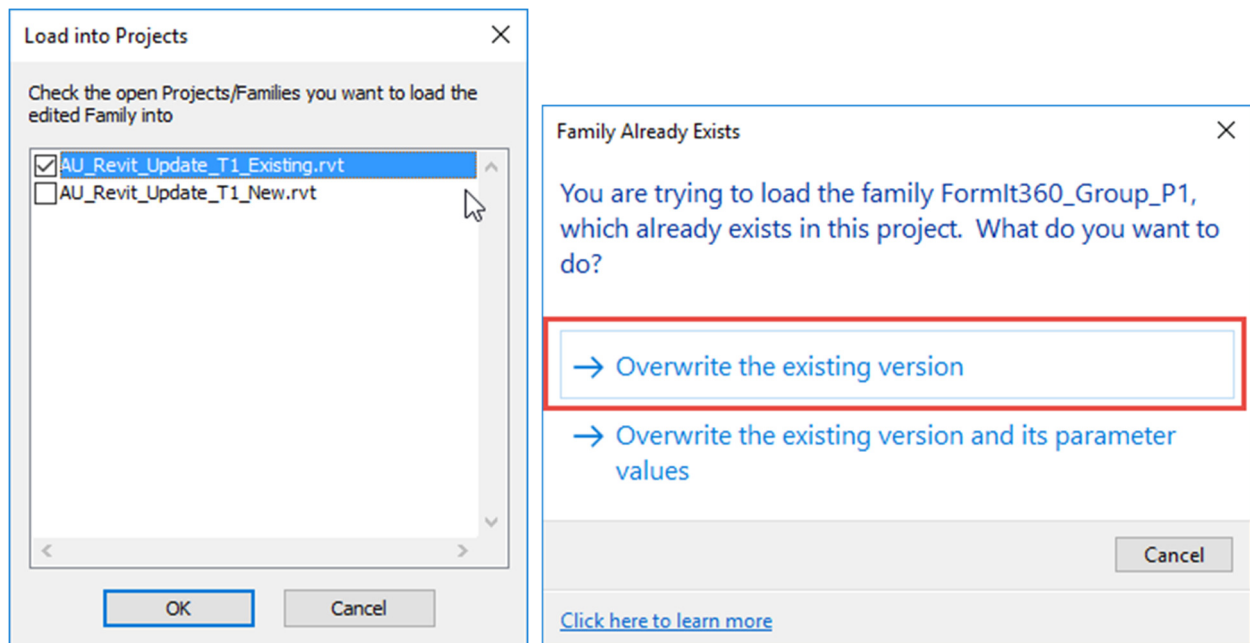 Load into Projects
Check the open Projects/Families you want to load the
edited Family into
AU_Revit_Update_T1_Existing.rvt
AU_Revit_Update_T1_New.rvt
OK
Cancel
Family Already Exists
You are trying to load the family FormIt360_Group_P1,
which already exists in this project.  What do you want to
do?
Overwrite the existing version
Overwrite the existing version and its parameter
values
Cancel
Click here to learn more